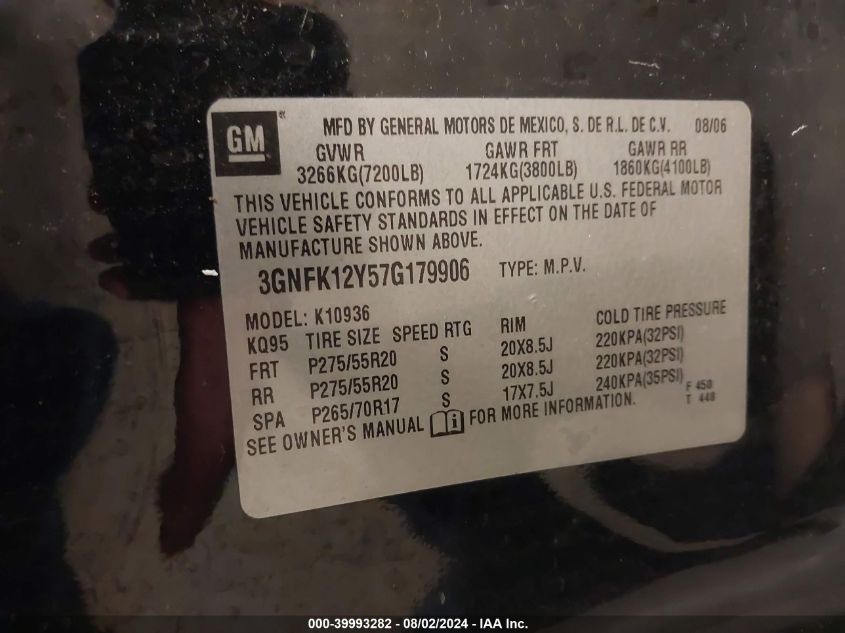 GM MFD BY GENERAL MOTORS DE MEXICO, S. DE R.L. DE C.V. 08/06
GVWR GAWR FRT GAWR RR
3266KG(7200LB) 1724KG(3800LB) 1860KG(4100LB)
THIS VEHICLE CONFORMS TO ALL APPLICABLE U.S. FEDERAL MOTOR
VEHICLE SAFETY STANDARDS IN EFFECT ON THE DATE OF
MANUFACTURE SHOWN ABOVE.
3GNFK12Y57G179906 TYPE: M.P.V.
MODEL: K10936
KQ95 TIRE SIZE SPEED RTG RIM COLD TIRE PRESSURE
FRT P275/55R20 S 20X8.5J 220KPA(32PSI)
RR P275/55R20 S 20X8.5J 220KPA(32PSI)
SPA P265/70R17 S 17X7.5J 240KPA(35PSI)
SEE OWNER'S MANUAL i FOR MORE INFORMATION.
F 450
T 440
000-39993282 - 08/02/2024 - IAA Inc.